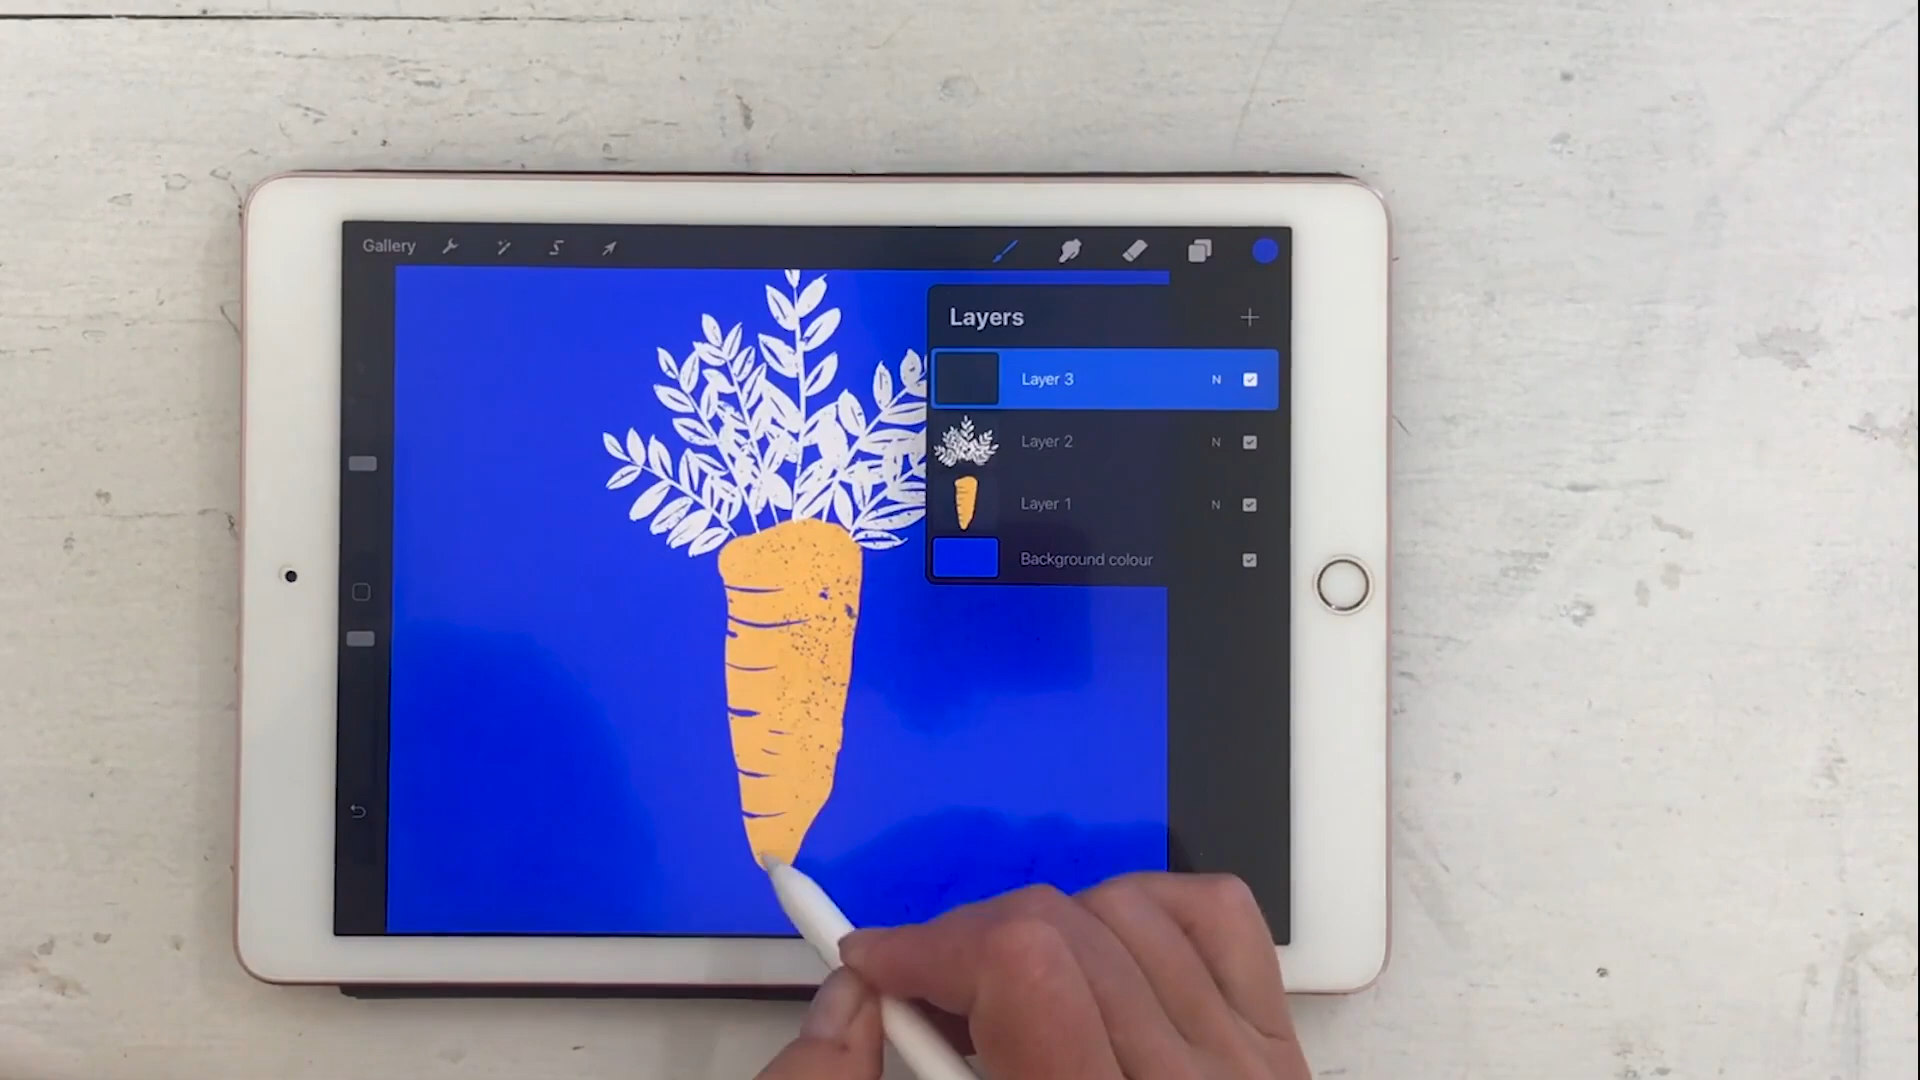 Gallery
Layers
Layer 3 N
Layer 2 N
Layer 1 N
Background colour